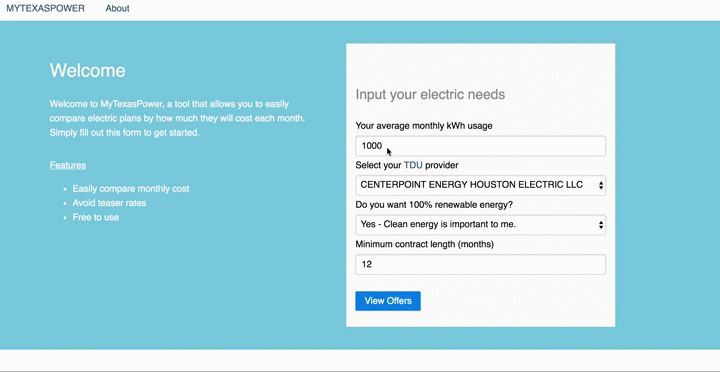 MYTEXASPOWER About
Welcome
Welcome to MyTexasPower, a tool that allows you to easily
compare electric plans by how much they will cost each month.
Simply fill out this form to get started.
Features
Easily compare monthly cost
Avoid teaser rates
Free to use
Input your electric needs
Your average monthly kWh usage
1000
Select your TDU provider
CENTERPOINT ENERGY HOUSTON ELECTRIC LLC
Do you want 100% renewable energy?
Yes - Clean energy is important to me.
Minimum contract length (months)
12
View Offers